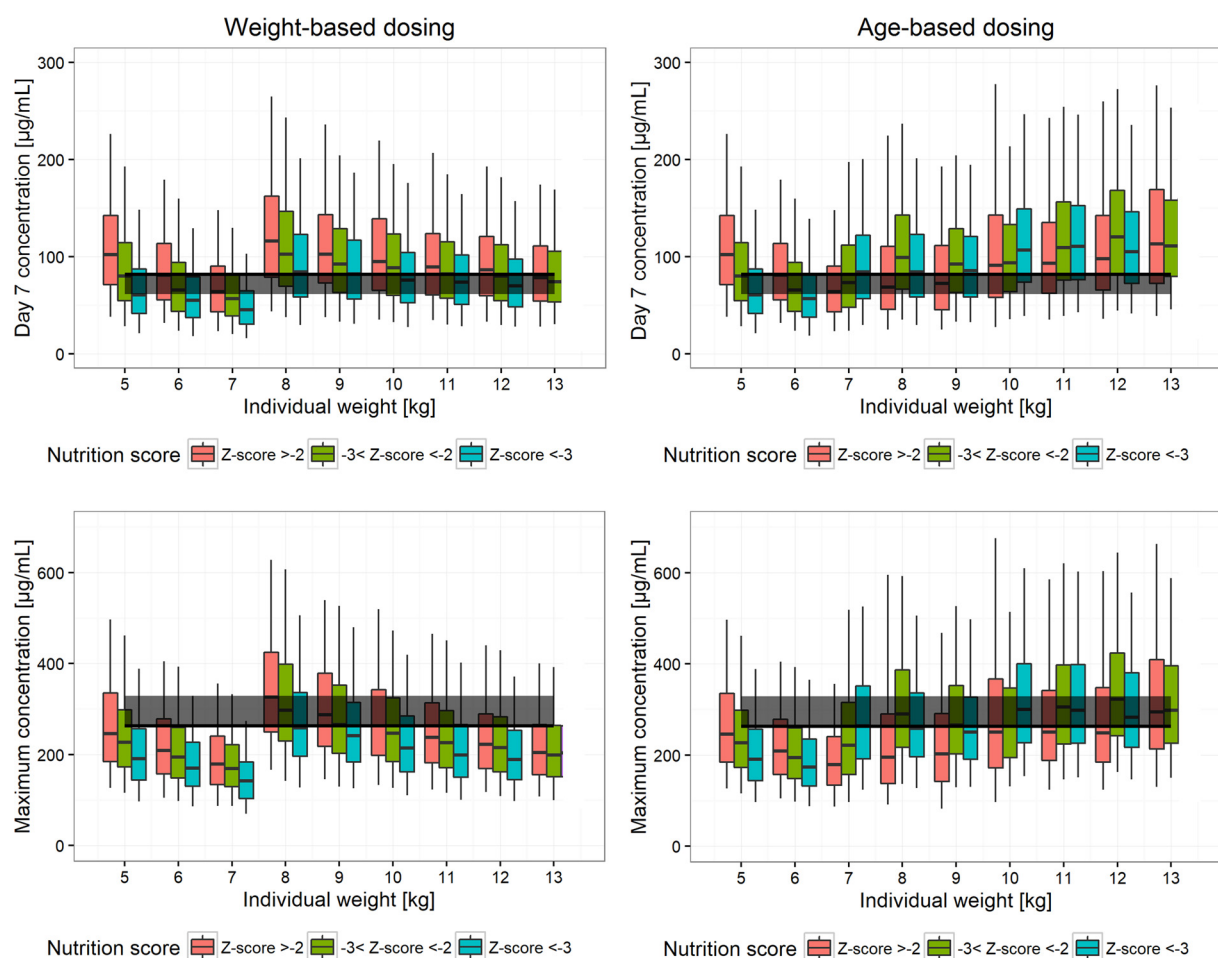 Weight-based dosing
Day 7 concentration [µg/mL]
300
200
100
0
5 6 7 8 9 10 11 12 13
Individual weight [kg]
Nutrition score Z-score >-2 -3< Z-score <-2 Z-score <-3
Age-based dosing
Day 7 concentration [µg/mL]
300
200
100
0
5 6 7 8 9 10 11 12 13
Individual weight [kg]
Nutrition score Z-score >-2 -3< Z-score <-2 Z-score <-3
Maximum concentration [µg/mL]
600
400
200
0
5 6 7 8 9 10 11 12 13
Individual weight [kg]
Nutrition score Z-score >-2 -3< Z-score <-2 Z-score <-3
Maximum concentration [µg/mL]
600
400
200
0
5 6 7 8 9 10 11 12 13
Individual weight [kg]
Nutrition score Z-score >-2 -3< Z-score <-2 Z-score <-3